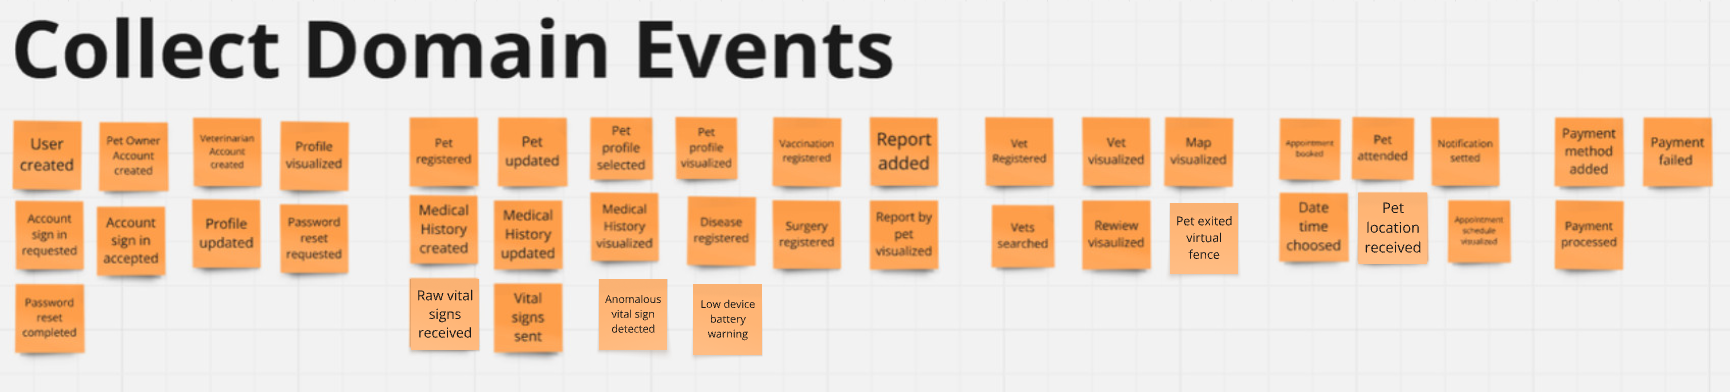 Collect Domain Events
User
created
Pet Owner
Account
created
Veterinarian
Account
created
Profile
visualized
Pet
registered
Pet
updated
Pet
profile
selected
Pet
profile
visualized
Vaccination
registered
Report
added
Vet
Registered
Vet
visualized
Map
visualized
Appointment
booked
Pet
attended
Notification
setted
Payment
method
added
Payment
failed
Account
sign in
requested
Account
sign in
accepted
Profile
updated
Password
reset
requested
Medical
History
created
Medical
History
updated
Medical
History
visualized
Disease
registered
Surgery
registered
Report by
pet
visualized
Vets
searched
Rewiew
visaulized
Pet exited
virtual
fence
Date
time
choosed
Pet
location
received
Appointment
schedule
visualized
Payment
processed
Password
reset
completed
Raw vital
signs
received
Vital
signs
sent
Anomalous
vital sign
detected
Low device
battery
warning